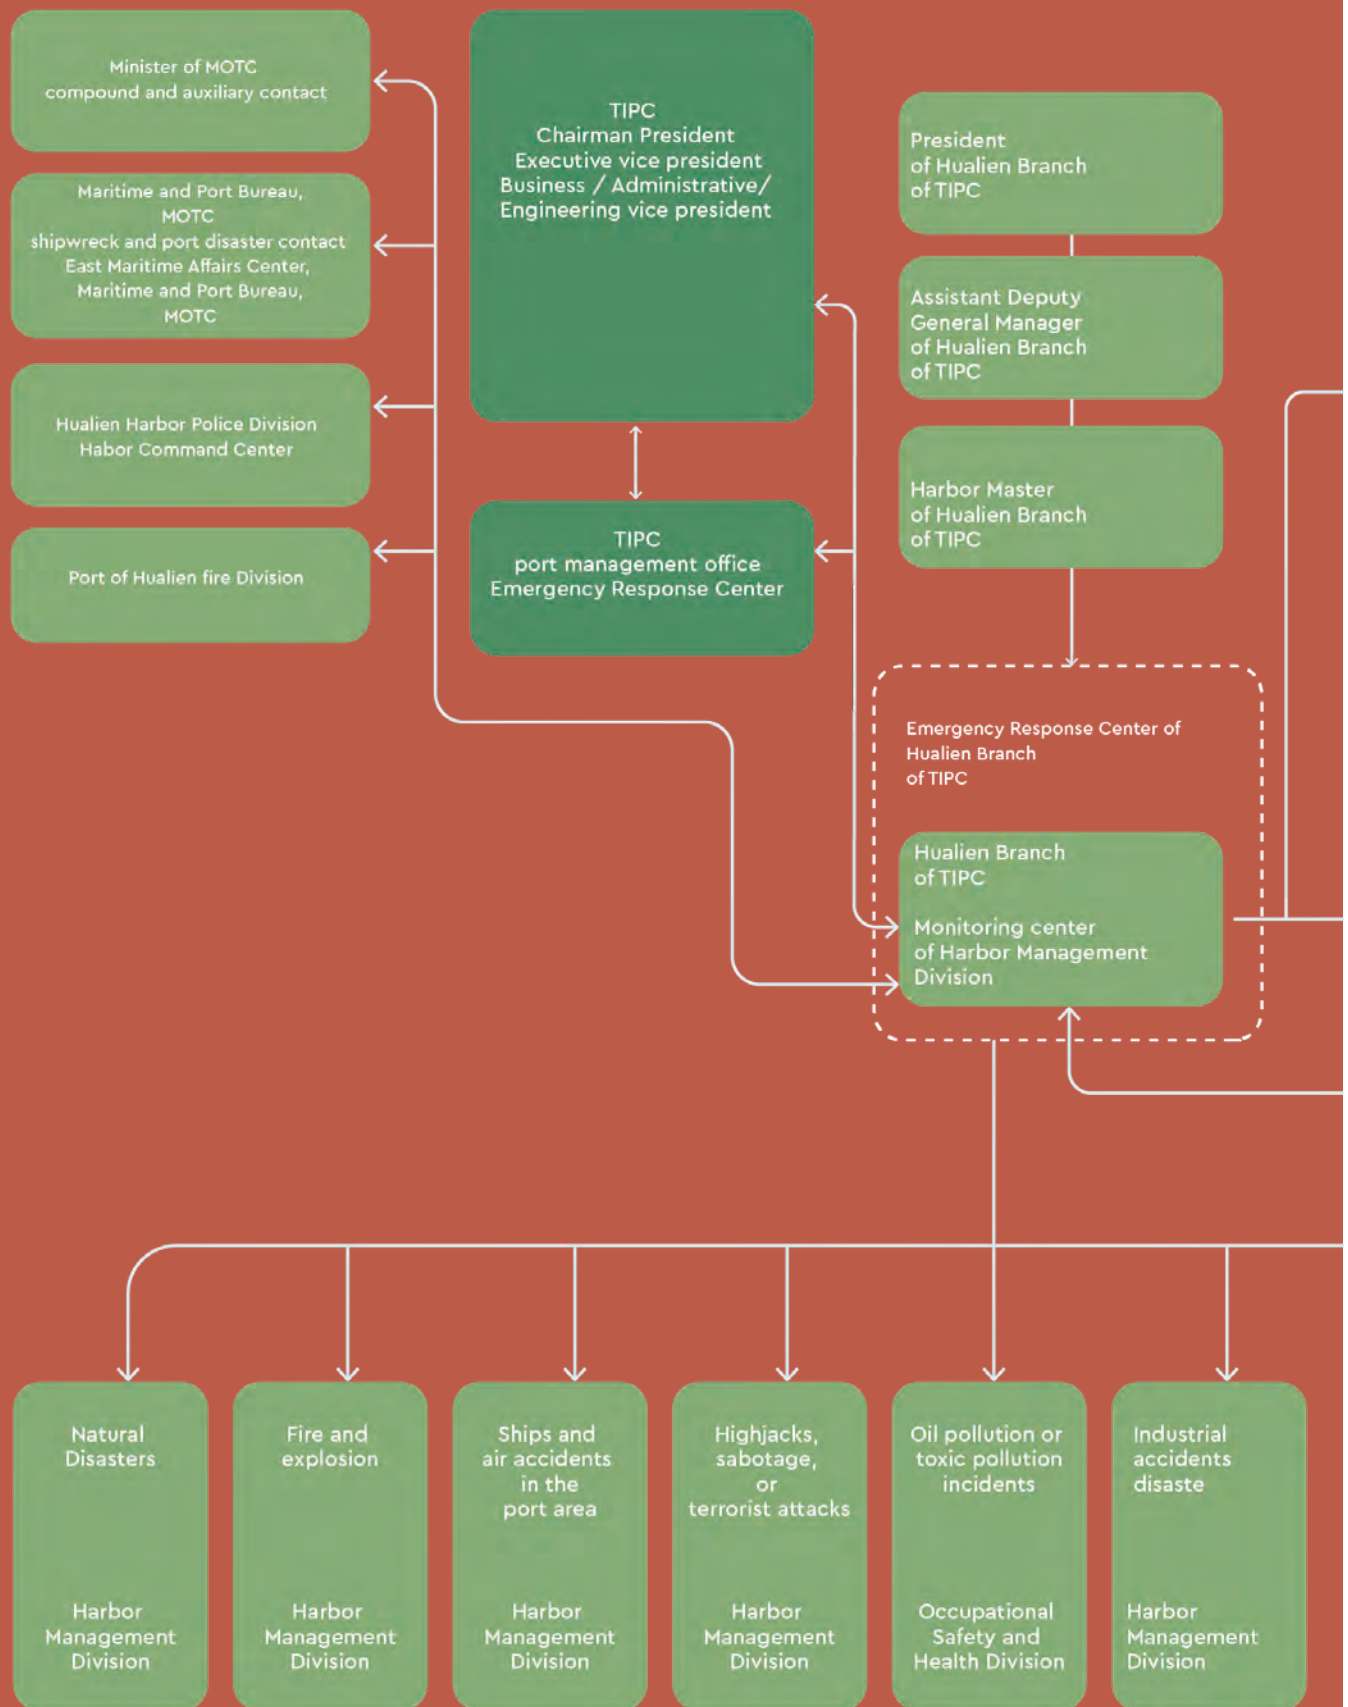 Minister of MOTC
compound and auxiliary contact
Maritime and Port Bureau,
MOTC
shipwreck and port disaster contact
East Maritime Affairs Center,
Maritime and Port Bureau,
MOTC
Hualien Harbor Police Division
Habor Command Center
Port of Hualien fire Division
TIPC
Chairman President
Executive vice president
Business / Administrative/
Engineering vice president
TIPC
port management office
Emergency Response Center
President
of Hualien Branch
of TIPC
Assistant Deputy
General Manager
of Hualien Branch
of TIPC
Harbor Master
of Hualien Branch
of TIPC
Emergency Response Center of
Hualien Branch
of TIPC
Hualien Branch
of TIPC
Monitoring center
of Harbor Management
Division
Natural
Disasters
Harbor
Management
Division
Fire and
explosion
Harbor
Management
Division
Ships and
air accidents
in the
port area
Harbor
Management
Division
Highjacks,
sabotage,
or
terrorist attacks
Harbor
Management
Division
Oil pollution or
toxic pollution
incidents
Occupational
Safety and
Health Division
Industrial
accidents
disaste
Harbor
Management
Division